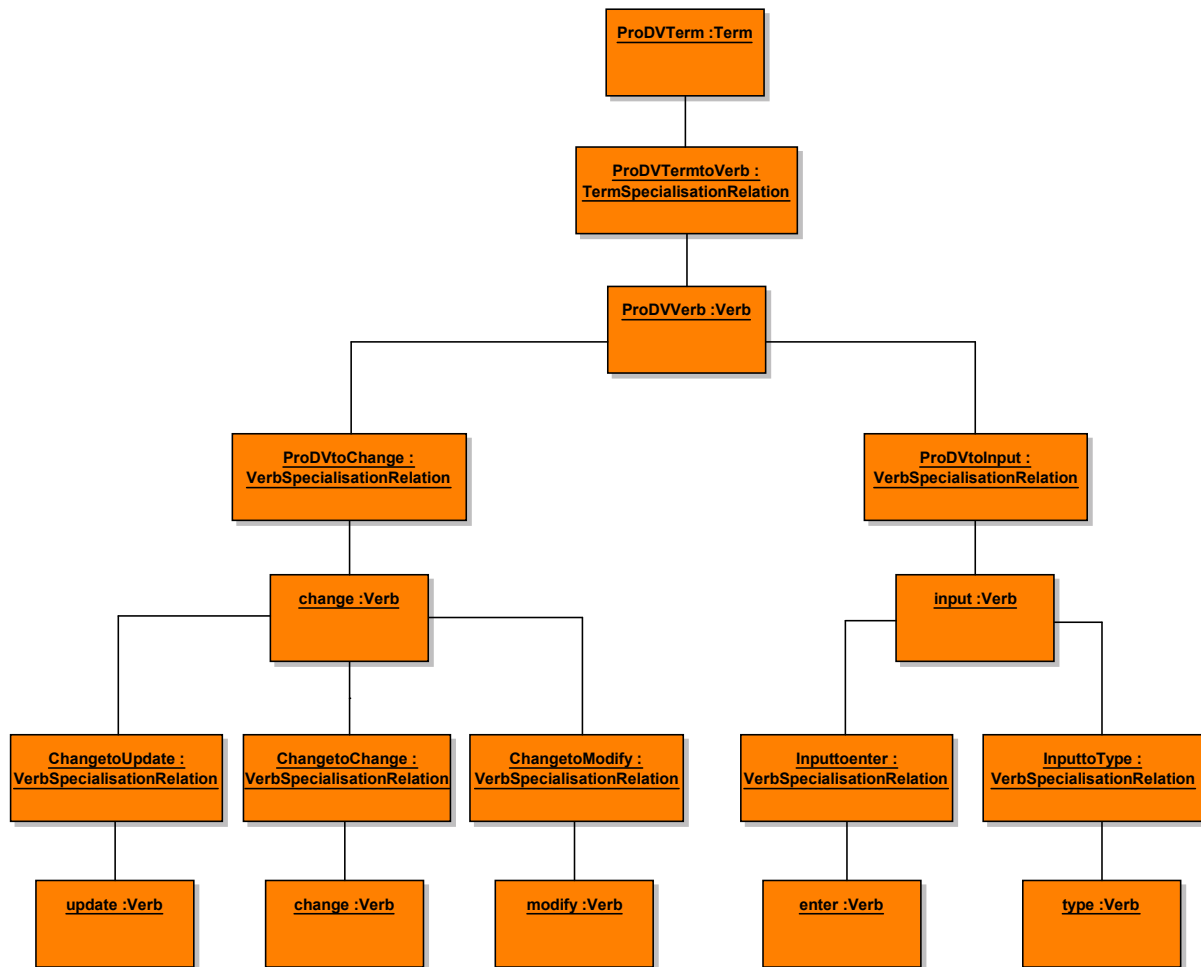 ProDVTerm :Term
ProDVTermtoVerb :
TermSpecialisationRelation
ProDVVerb :Verb
ProDVtoChange :
VerbSpecialisationRelation
ProDVtoInput :
VerbSpecialisationRelation
change :Verb
input :Verb
ChangetoUpdate :
VerbSpecialisationRelation
ChangetoChange :
VerbSpecialisationRelation
ChangetoModify :
VerbSpecialisationRelation
Inputtoenter :
VerbSpecialisationRelation
InputtoType :
VerbSpecialisationRelation
update :Verb
change :Verb
modify :Verb
enter :Verb
type :Verb